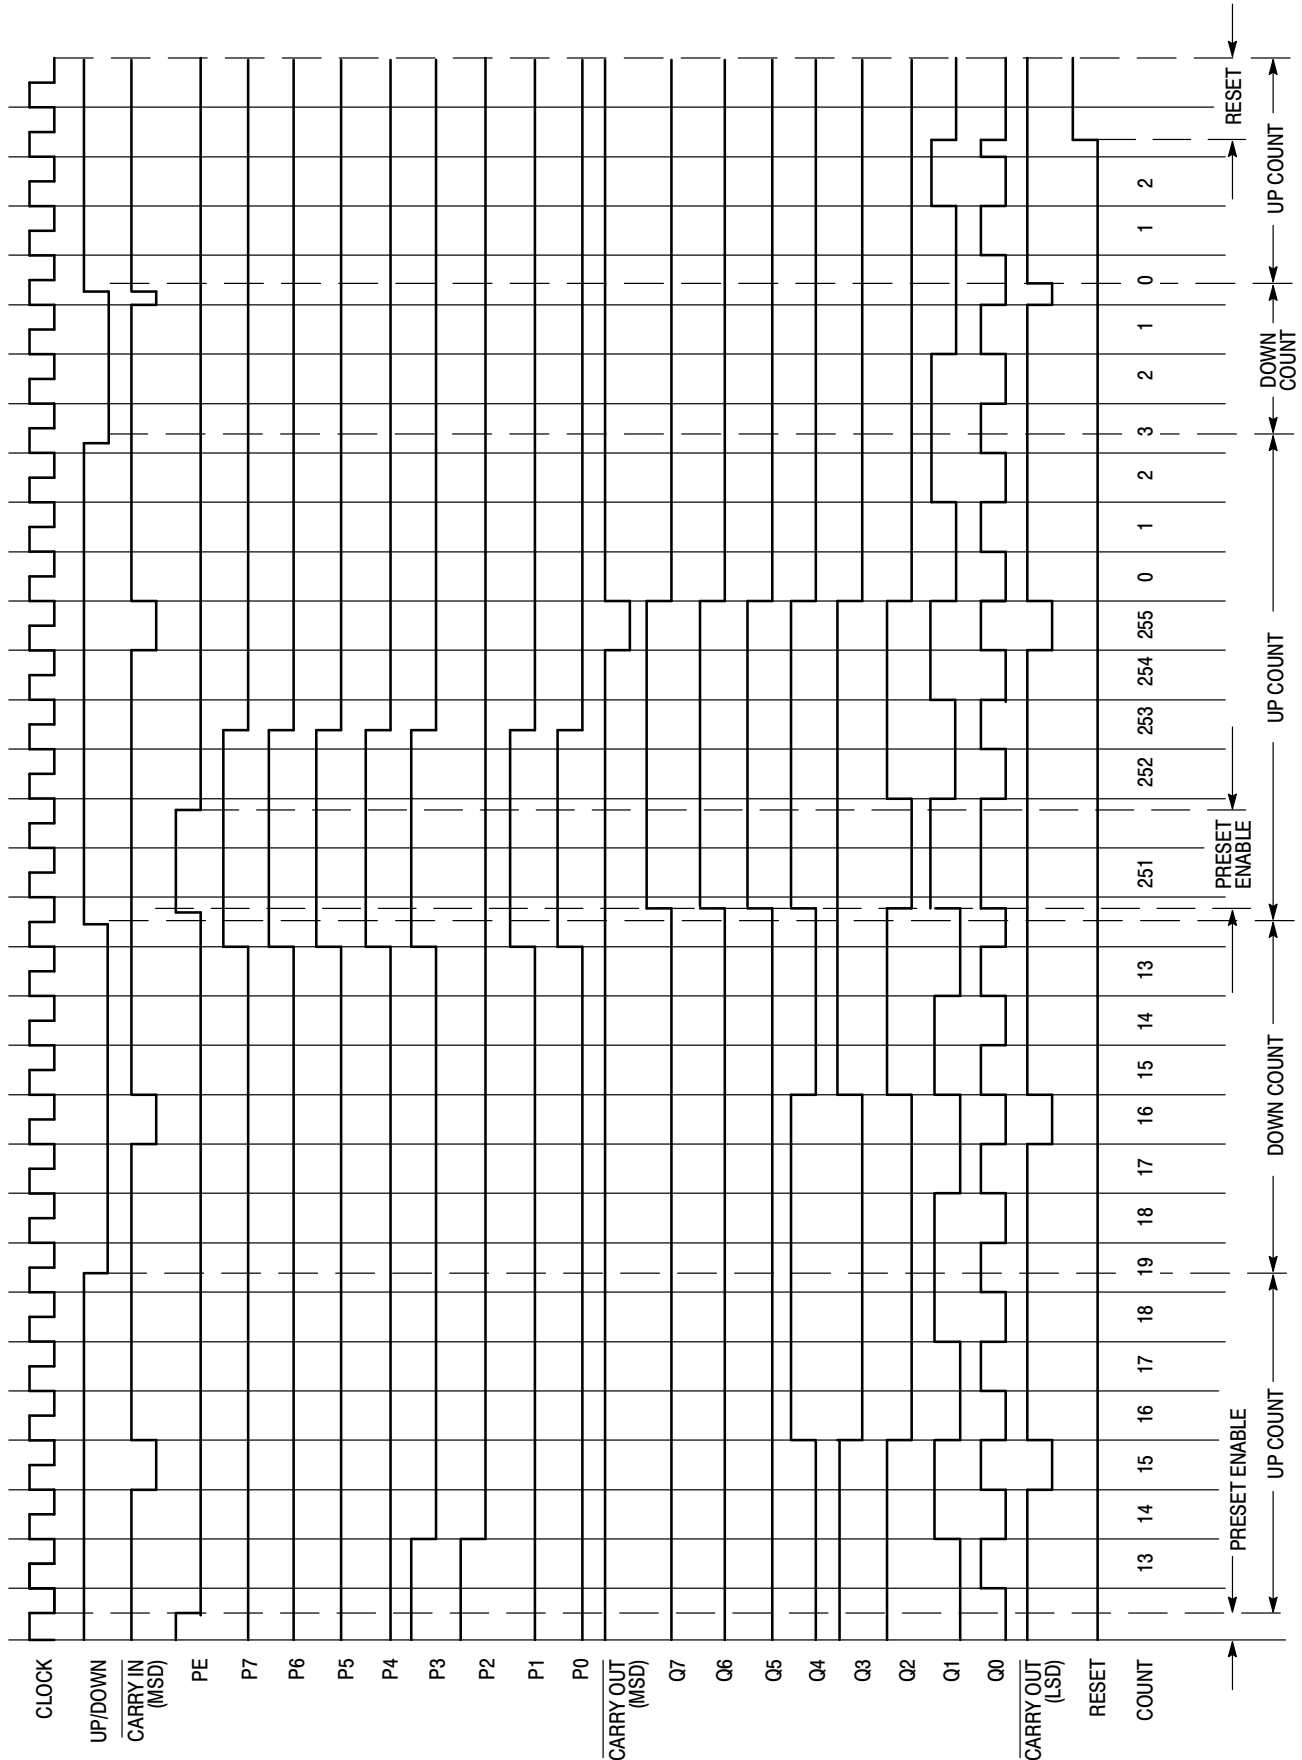 CLOCK
UP/DOWN
CARRY IN
(MSD)
PE
P7
P6
P5
P4
P3
P2
P1
P0
CARRY OUT
(MSD)
Q7
Q6
Q5
Q4
Q3
Q2
Q1
Q0
CARRY OUT
(LSD)
RESET
COUNT 13 14 15 16 17 18 19 18 17 16 15 14 13 251 252 253 254 255 0 1 2 3 2 1 0 1 2
PRESET ENABLE
PRESET
ENABLE
RESET
UP COUNT
DOWN COUNT
UP COUNT
DOWN
COUNT
UP COUNT